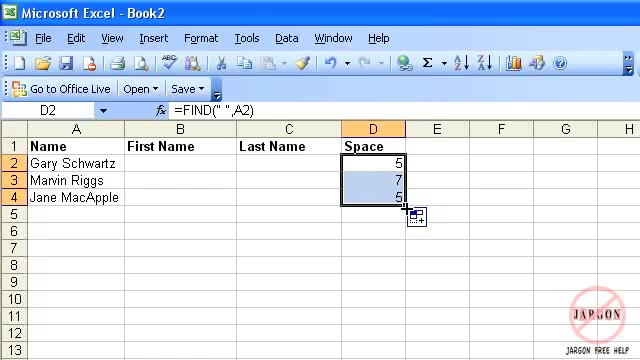 Microsoft Excel - Book2
File Edit View Insert Format Tools Data Window Help
Go to Office Live Open Save
D2 fx =FIND(" ",A2)
A B C D E F G H
1 Name First Name Last Name Space
2 Gary Schwartz 5
3 Marvin Riggs 7
4 Jane MacApple 5
5
6
7
8
9
10
11
12
13
JARGON
JARGON FREE HELP